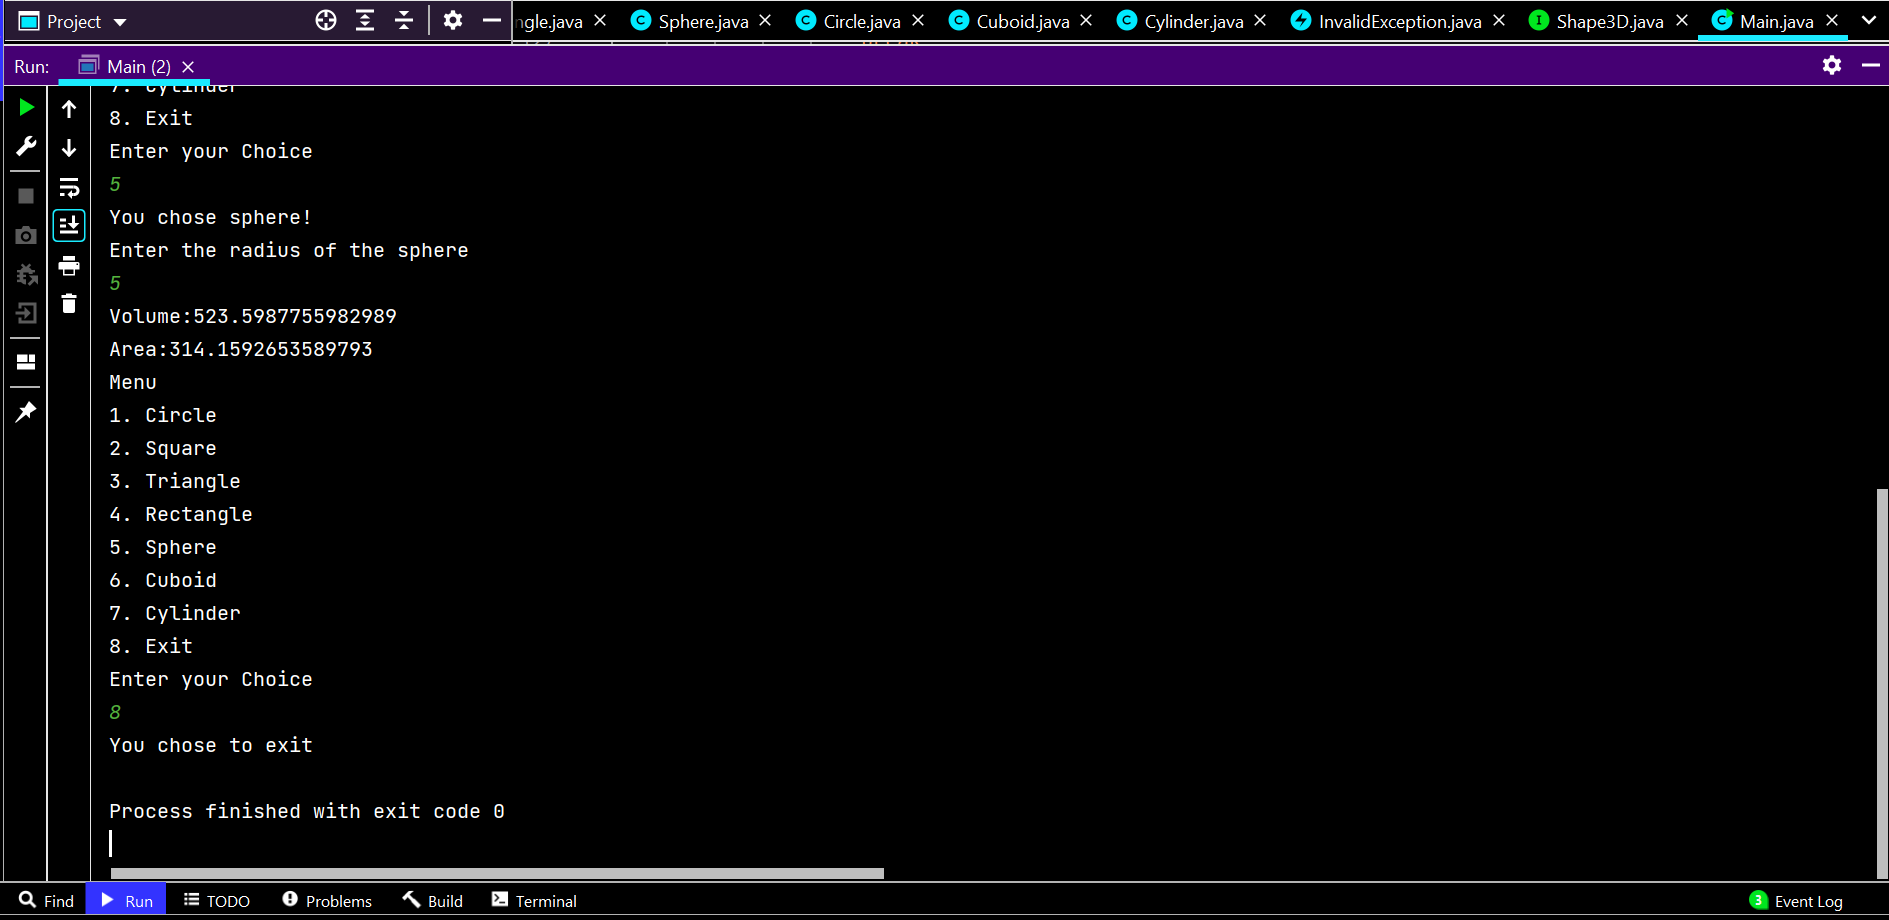 Project ngle.java Sphere.java Circle.java Cuboid.java Cylinder.java InvalidException.java Shape3D.java Main.java
Run: Main (2)
7. Cylinder
8. Exit
Enter your Choice
5
You chose sphere!
Enter the radius of the sphere
5
Volume:523.5987755982989
Area:314.1592653589793
Menu
1. Circle
2. Square
3. Triangle
4. Rectangle
5. Sphere
6. Cuboid
7. Cylinder
8. Exit
Enter your Choice
8
You chose to exit
Process finished with exit code 0
Find Run TODO Problems Build Terminal 3 Event Log